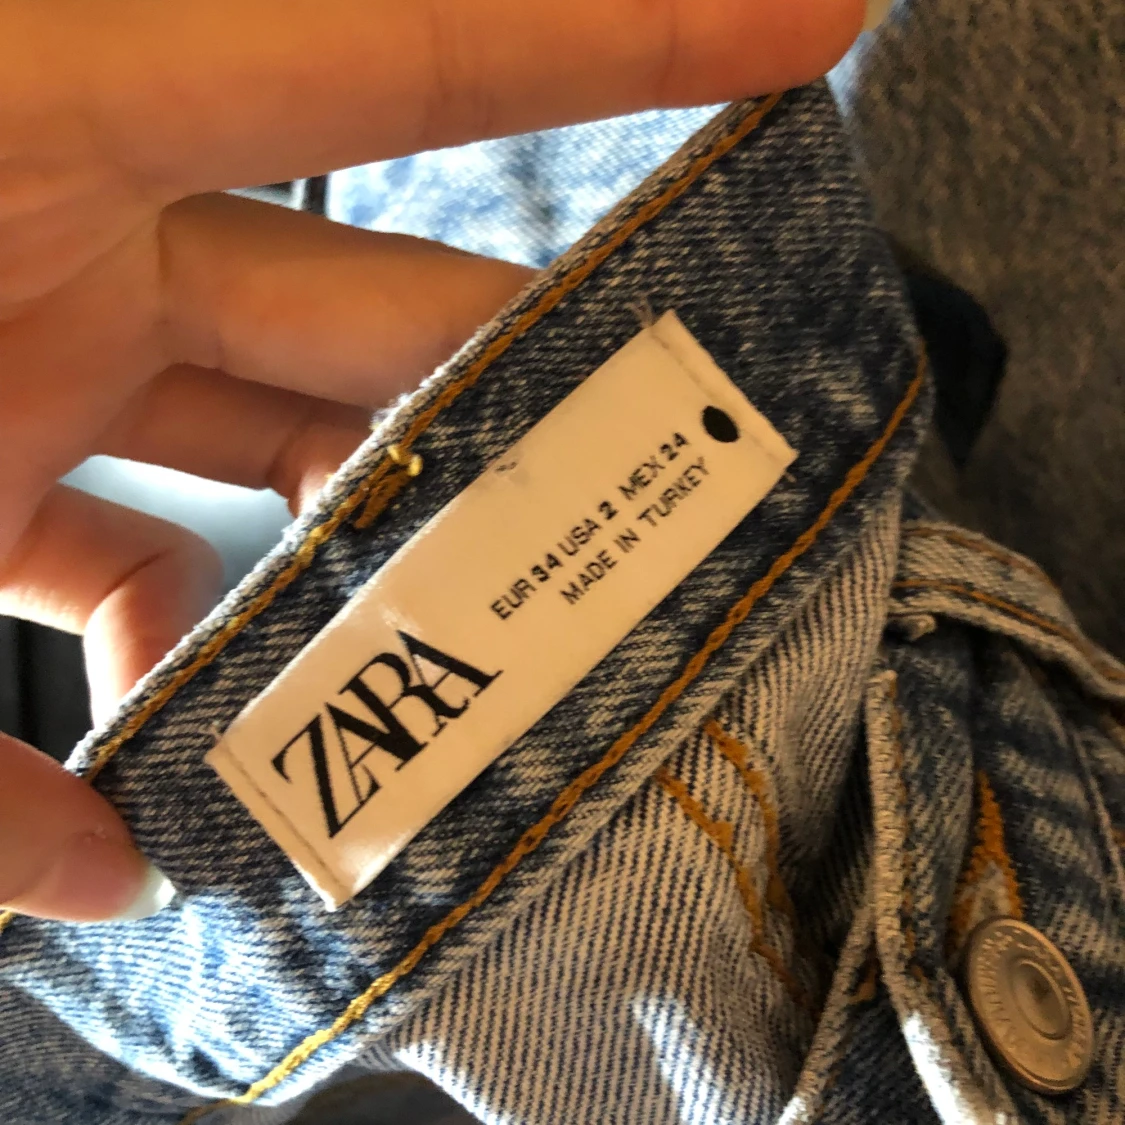 ZARA
EUR 34 USA 2 MEX 24
MADE IN TURKEY